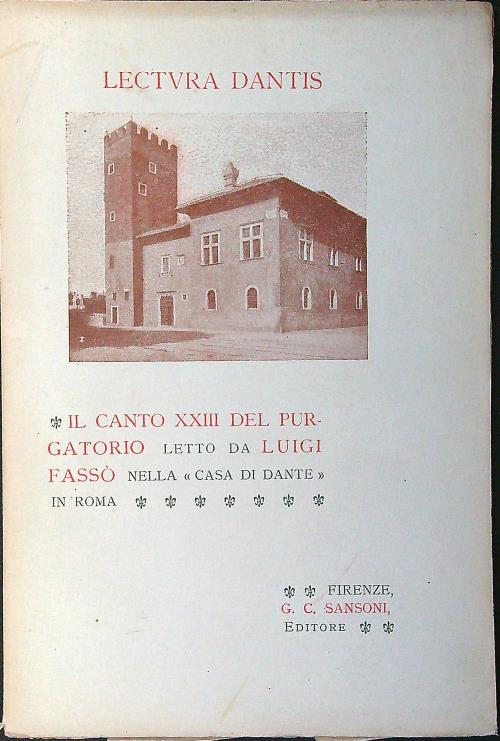 LECTVRA DANTIS
⚜ IL CANTO XXIII DEL PUR-
GATORIO LETTO DA LUIGI
FASSÒ NELLA « CASA DI DANTE »
IN ROMA ⚜ ⚜ ⚜ ⚜ ⚜ ⚜ ⚜
⚜ ⚜ FIRENZE,
G. C. SANSONI,
EDITORE ⚜ ⚜